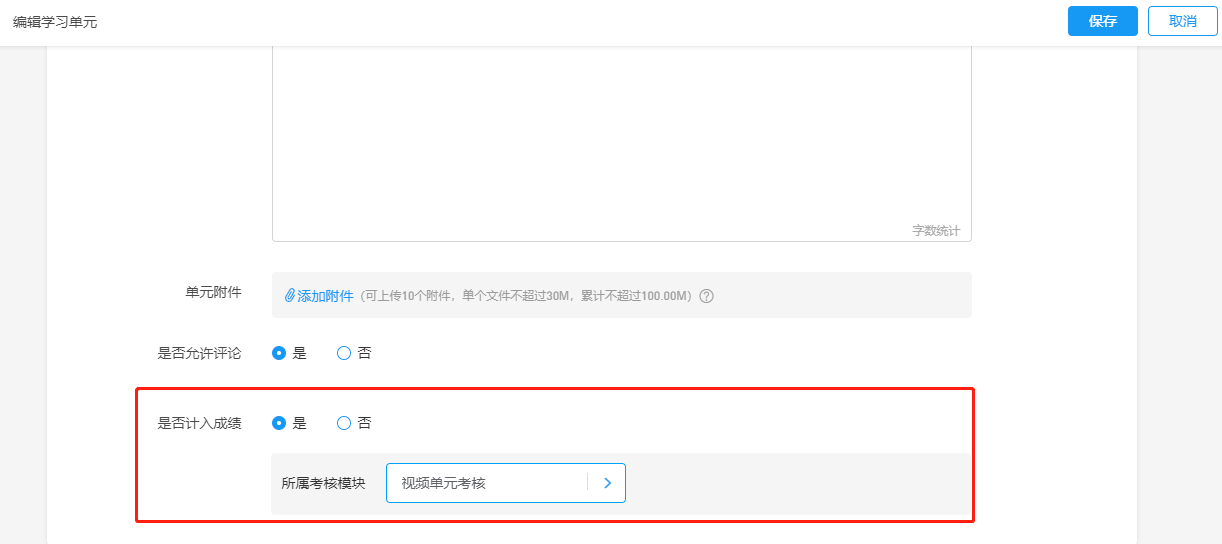 编辑学习单元
保存
取消
字数统计
单元附件
添加附件 (可上传10个附件，单个文件不超过30M，累计不超过100.00M) ?
是否允许评论 是 否
是否计入成绩 是 否
所属考核模块 视频单元考核